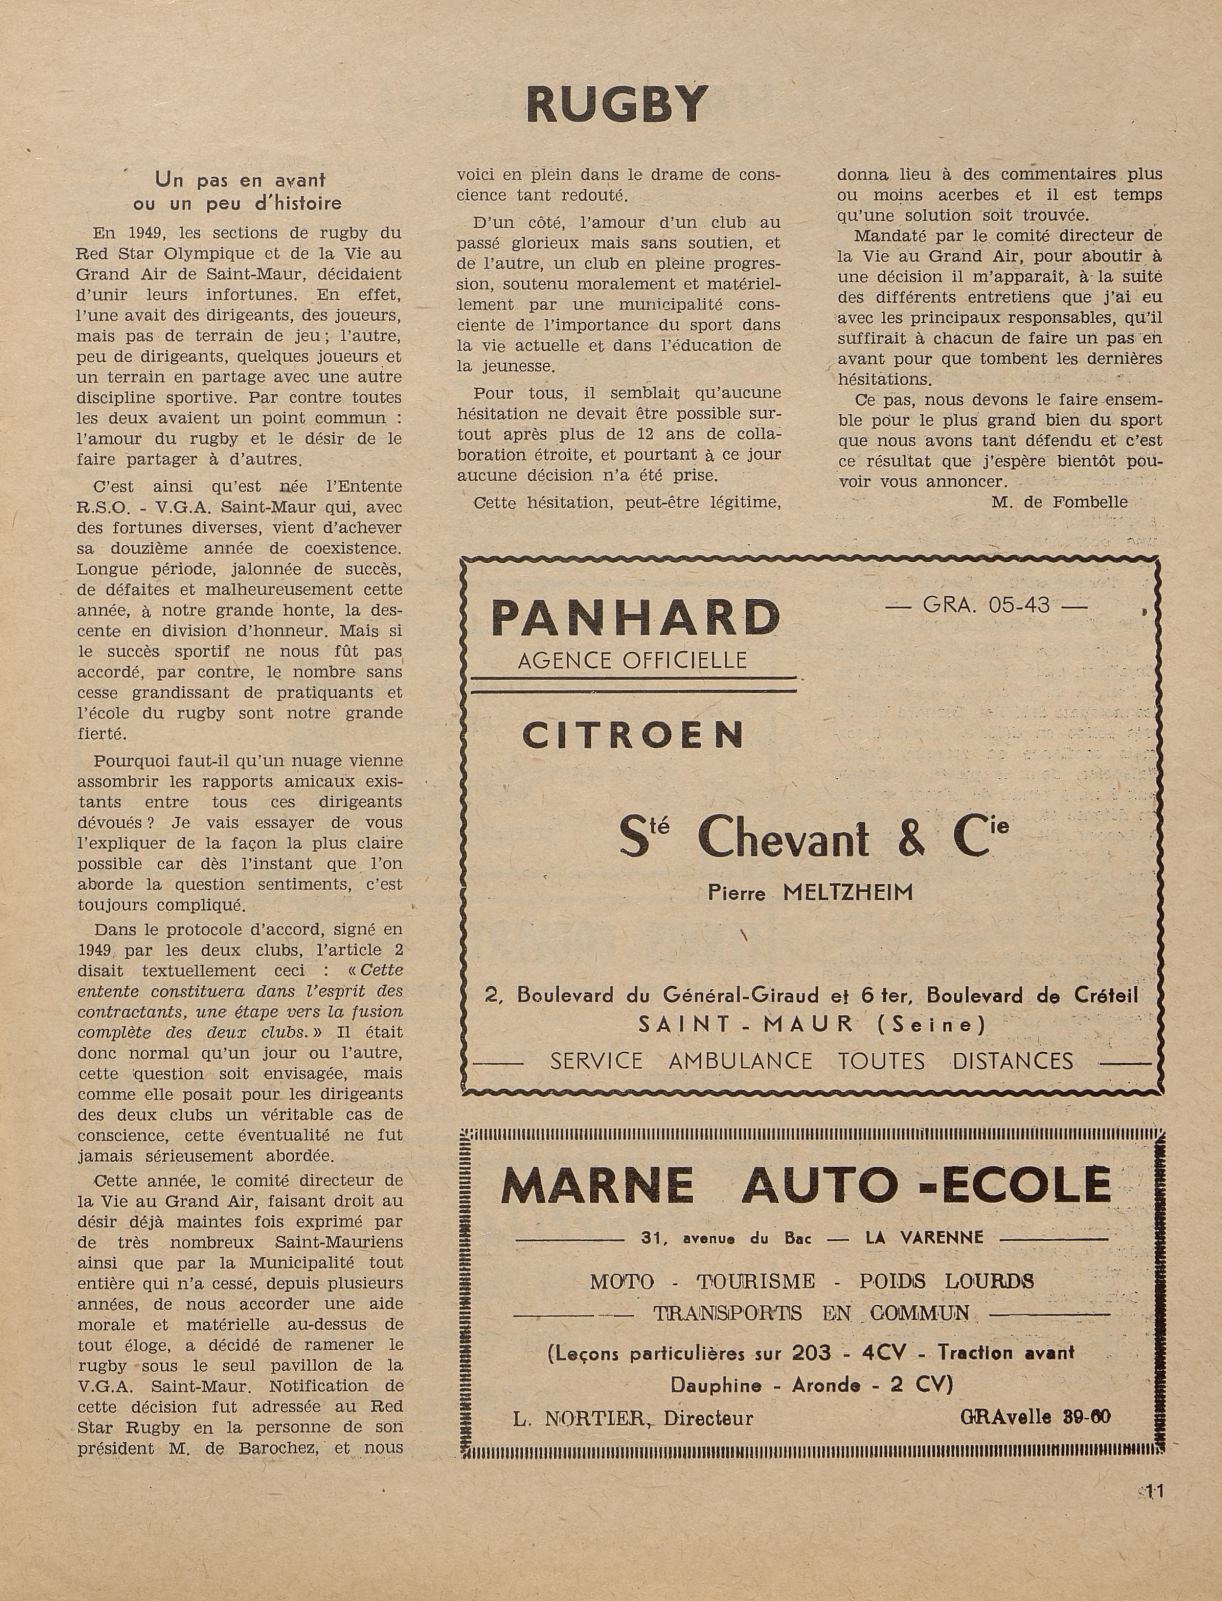 RUGBY
Un pas en avant
ou un peu d'histoire
En 1949, les sections de rugby du
Red Star Olympique et de la Vie au
Grand Air de Saint-Maur, décidaient
d'unir leurs infortunes. En effet,
l'une avait des dirigeants, des joueurs,
mais pas de terrain de jeu ; l'autre,
peu de dirigeants, quelques joueurs et
un terrain en partage avec une autre
discipline sportive. Par contre toutes
les deux avaient un point commun :
l'amour du rugby et le désir de le
faire partager à d'autres.
C'est ainsi qu'est née l'Entente
R.S.O. - V.G.A. Saint-Maur qui, avec
des fortunes diverses, vient d'achever
sa douzième année de coexistence.
Longue période, jalonnée de succès,
de défaites et malheureusement cette
année, à notre grande honte, la des-
cente en division d'honneur. Mais si
le succès sportif ne nous fût pas
accordé, par contre, le nombre sans
cesse grandissant de pratiquants et
l'école du rugby sont notre grande
fierté.
Pourquoi faut-il qu'un nuage vienne
assombrir les rapports amicaux exis-
tants entre tous ces dirigeants
dévoués ? Je vais essayer de vous
l'expliquer de la façon la plus claire
possible car dès l'instant que l'on
aborde la question sentiments, c'est
toujours compliqué.
Dans le protocole d'accord, signé en
1949 par les deux clubs, l'article 2
disait textuellement ceci : « Cette
entente constituera dans l'esprit des
contractants, une étape vers la fusion
complète des deux clubs. » Il était
donc normal qu'un jour ou l'autre,
cette question soit envisagée, mais
comme elle posait pour les dirigeants
des deux clubs un véritable cas de
conscience, cette éventualité ne fut
jamais sérieusement abordée.
Cette année, le comité directeur de
la Vie au Grand Air, faisant droit au
désir déjà maintes fois exprimé par
de très nombreux Saint-Mauriens
ainsi que par la Municipalité tout
entière qui n'a cessé, depuis plusieurs
années, de nous accorder une aide
morale et matérielle au-dessus de
tout éloge, a décidé de ramener le
rugby sous le seul pavillon de la
V.G.A. Saint-Maur. Notification de
cette décision fut adressée au Red
Star Rugby en la personne de son
président M. de Barochez, et nous
voici en plein dans le drame de cons-
cience tant redouté.
D'un côté, l'amour d'un club au
passé glorieux mais sans soutien, et
de l'autre, un club en pleine progres-
sion, soutenu moralement et matériel-
lement par une municipalité cons-
ciente de l'importance du sport dans
la vie actuelle et dans l'éducation de
la jeunesse.
Pour tous, il semblait qu'aucune
hésitation ne devait être possible sur-
tout après plus de 12 ans de colla-
boration étroite, et pourtant à ce jour
aucune décision n'a été prise.
Cette hésitation, peut-être légitime,
donna lieu à des commentaires plus
ou moins acerbes et il est temps
qu'une solution soit trouvée.
Mandaté par le comité directeur de
la Vie au Grand Air, pour aboutir à
une décision il m'apparaît, à la suite
des différents entretiens que j'ai eu
avec les principaux responsables, qu'il
suffirait à chacun de faire un pas en
avant pour que tombent les dernières
hésitations.
Ce pas, nous devons le faire ensem-
ble pour le plus grand bien du sport
que nous avons tant défendu et c'est
ce résultat que j'espère bientôt pou-
voir vous annoncer.
M. de Fombelle
PANHARD
— GRA. 05-43 —
AGENCE OFFICIELLE
CITROEN
Sté Chevant & Cie
Pierre MELTZHEIM
2, Boulevard du Général-Giraud et 6 ter, Boulevard de Créteil
SAINT-MAUR (Seine)
SERVICE AMBULANCE TOUTES DISTANCES
MARNE AUTO-ECOLE
31, avenue du Bac — LA VARENNE
MOTO - TOURISME - POIDS LOURDS
TRANSPORTS EN COMMUN
(Leçons particulières sur 203 - 4CV - Traction avant
Dauphine - Aronde - 2 CV)
L. NORTIER, Directeur
GRAvelle 39-60
11